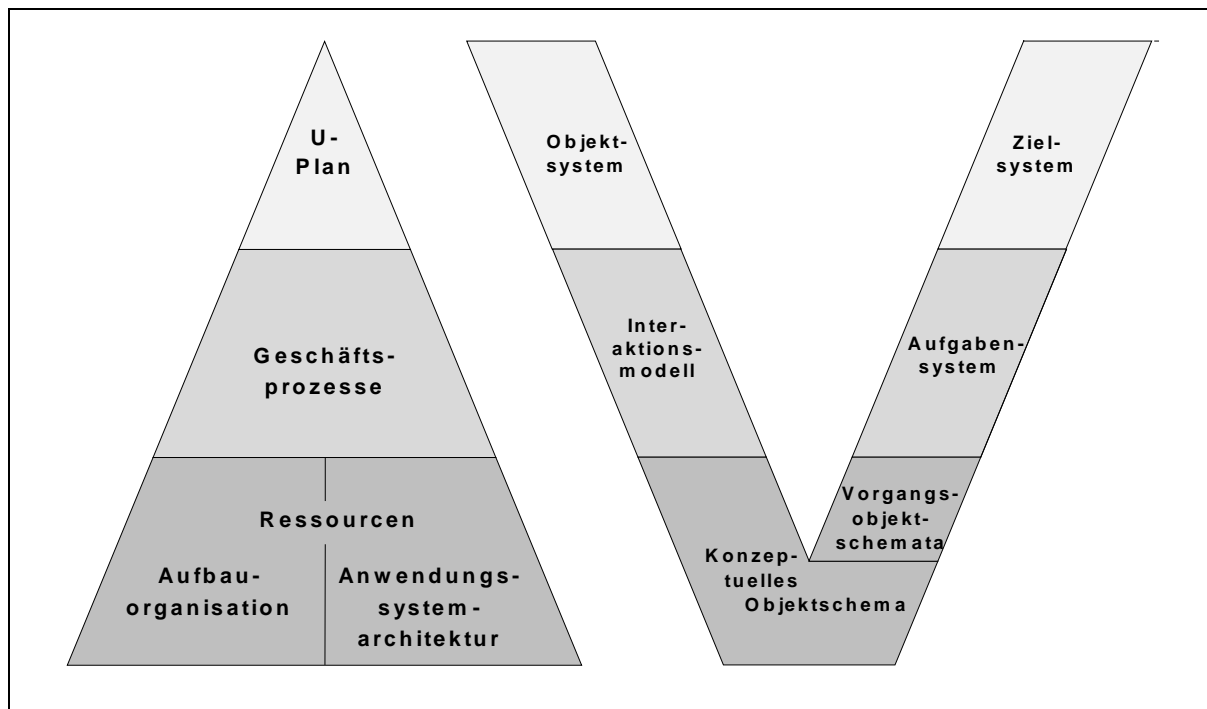 U-
Plan
Geschäfts-
prozesse
Ressourcen
Aufbau-
organisation
Anwendungs-
system-
architektur
Objekt-
system
Inter-
aktions-
modell
Konzep-
tuelles
Objektschema
Ziel-
system
Aufgaben-
system
Vorgangs-
objekt-
schemata